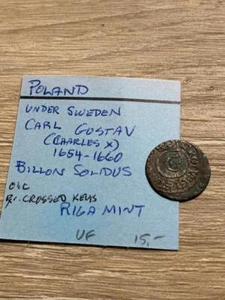 POLAND
UNDER SWEDEN
CARL GUSTAV
(CHARLES X)
1654-1660
BILLON SOLIDUS
R. CROSSED KEYS
RIGA MINT
VF 15,-